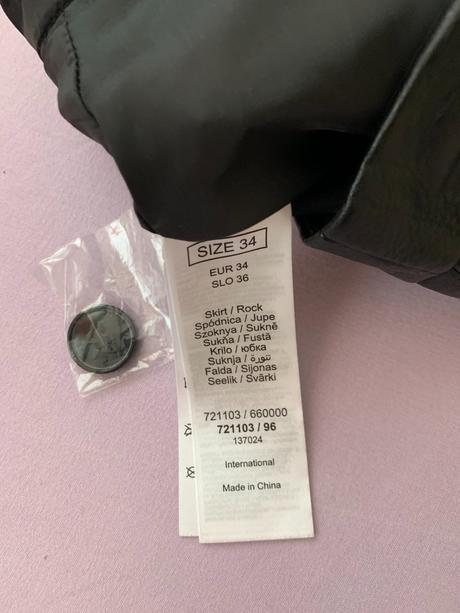 SIZE 34
EUR 34
SLO 36
Skirt / Rock
Spódnica / Jupe
Szoknya / Sukně
Sukňa / Fustă
Krilo / юбка
Suknja / تنورة
Falda / Sijonas
Seelik / Svārki
721103 / 660000
721103 / 96
137024
International
Made in China